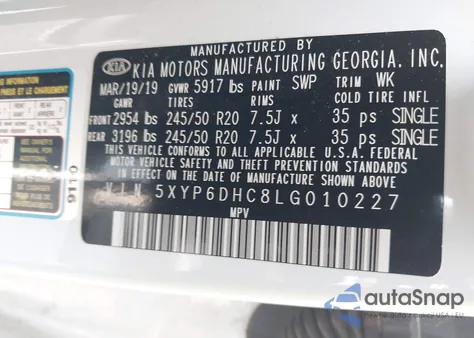 MANUFACTURED BY
KIA KIA MOTORS MANUFACTURING GEORGIA, INC.
MAR/19/19 GVWR 5917 lbs PAINT SWP TRIM WK
GAWR TIRES RIMS COLD TIRE INFL
FRONT 2954 lbs 245/50 R20 7.5J x 35 psi SINGLE
REAR 3196 lbs 245/50 R20 7.5J x 35 psi SINGLE
THIS VEHICLE CONFORMS TO ALL APPLICABLE U.S.A. FEDERAL
MOTOR VEHICLE SAFETY AND THEFT PREVENTION STANDARDS
IN EFFECT ON THE DATE OF MANUFACTURE SHOWN ABOVE.
V.I.N 5XYP6DHC8LG010227
MPV
9110
autoSnap